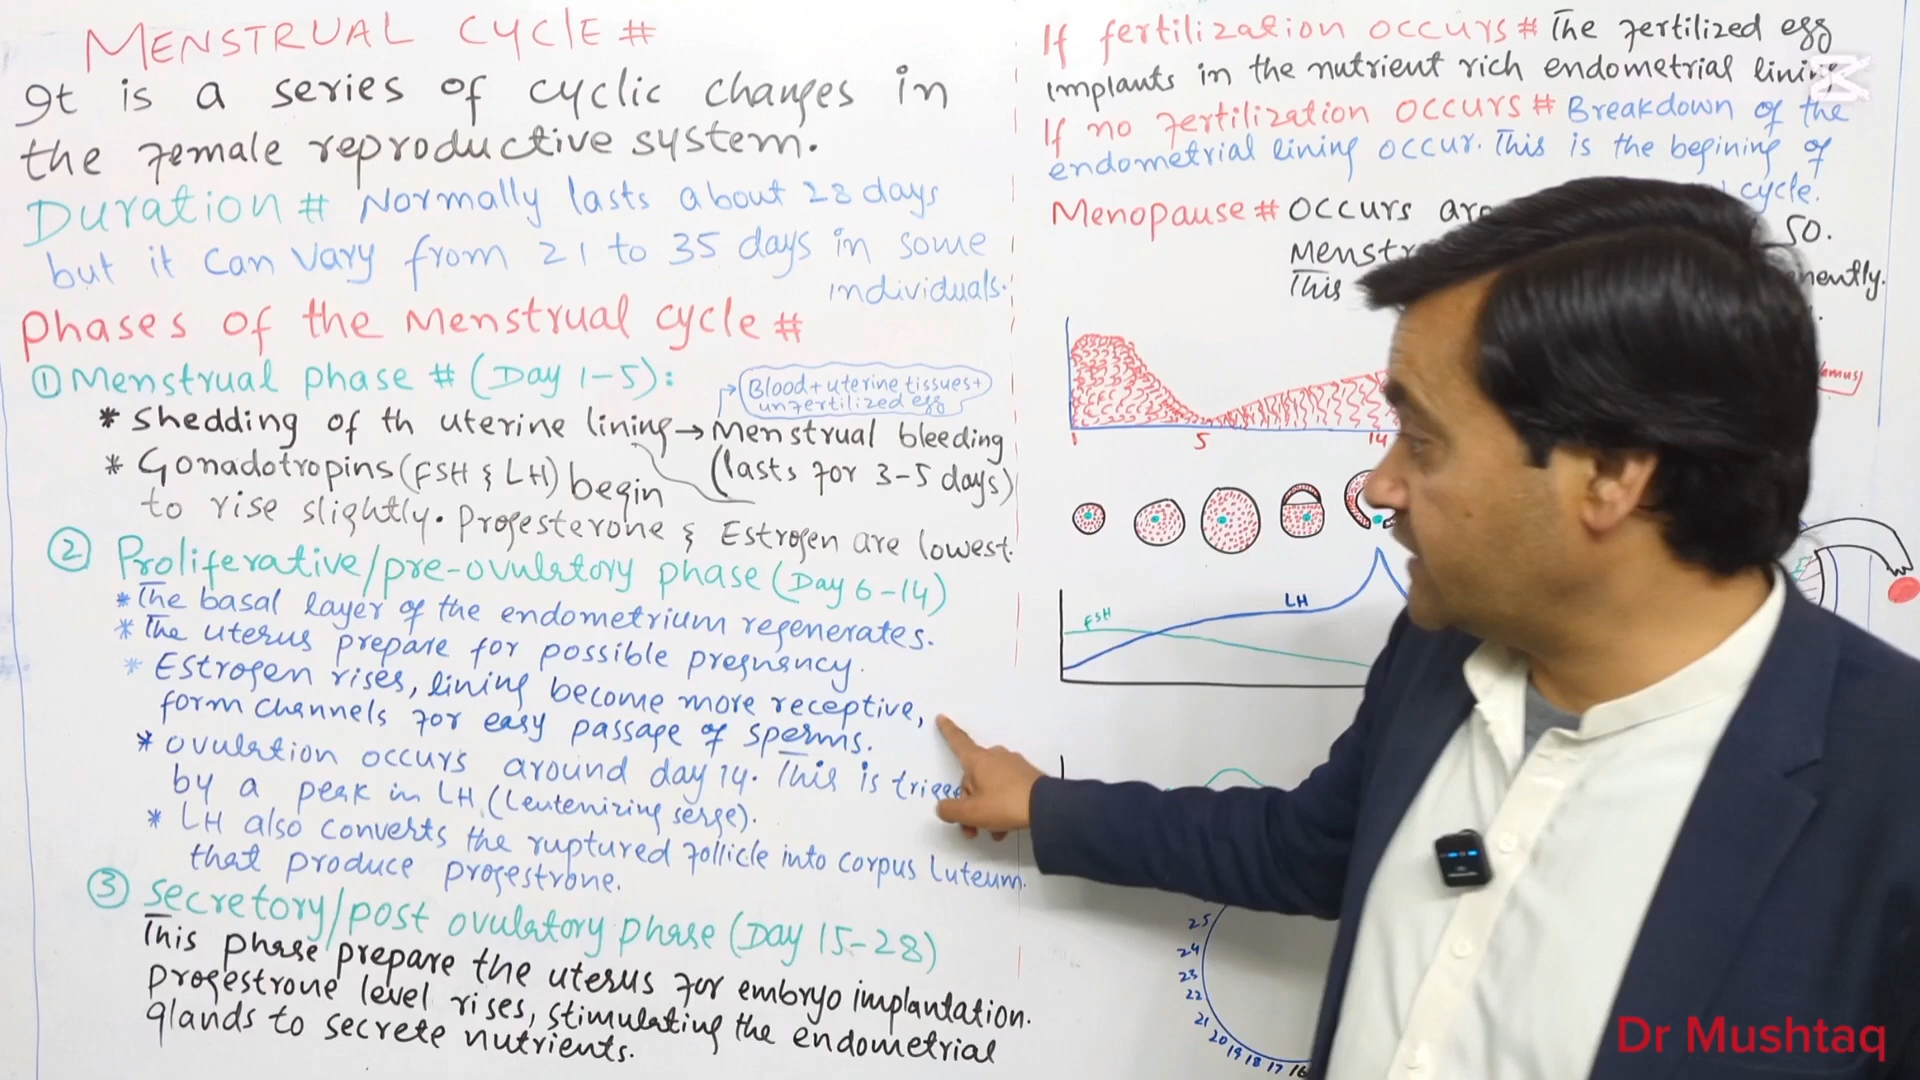 MENSTRUAL CYCLE #
It is a series of cyclic changes in
the female reproductive system.
Duration # Normally lasts about 28 days
but it can vary from 21 to 35 days in some
individuals.
Phases of the Menstrual cycle #
① Menstrual phase # (Day 1-5):
Blood + uterine tissues +
unfertilized egg
* Shedding of th uterine lining → Menstrual bleeding
(lasts for 3-5 days)
* Gonadotropins (FSH & LH) begin
to rise slightly. Progesterone & Estrogen are lowest.
② Proliferative/pre-ovulatory phase (Day 6-14)
* The basal layer of the endometrium regenerates.
* The uterus prepare for possible pregnancy.
* Estrogen rises, lining become more receptive,
form channels for easy passage of sperms.
* Ovulation occurs around day 14. This is
by a peak in LH (Leutenizing serge).
* LH also converts the ruptured follicle into corpus Luteum
that produce progestrone.
③ Secretory/post ovulatory phase (Day 15-28)
This phase prepare the uterus for embryo implantation.
Progestrone level rises, stimulating the endometrial
glands to secrete nutrients.
If fertilization occurs # The fertilized egg
implants in the nutrient rich endometrial lining
If no fertilization occurs # Breakdown of the
endometrial lining occur. This is the begining of
cycle.
Menopause # Occurs 50.
This
1 5 14
FSH
LH
25
24
23
22
21
20
19
18
17
16
Dr Mushtaq